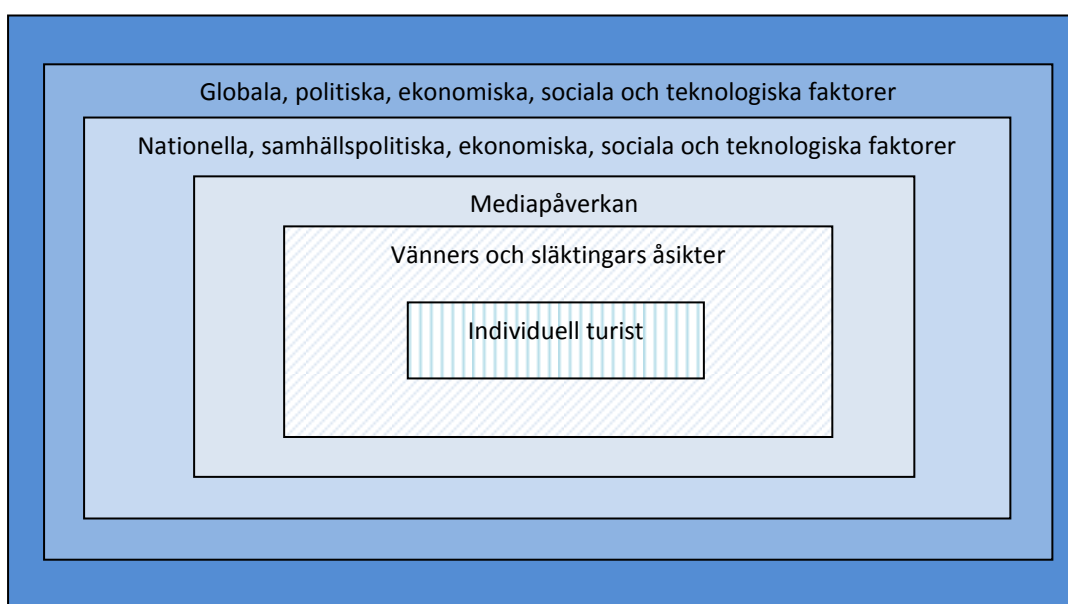 Globala, politiska, ekonomiska, sociala och teknologiska faktorer
Nationella, samhällspolitiska, ekonomiska, sociala och teknologiska faktorer
Mediapåverkan
Vänners och släktingars åsikter
Individuell turist